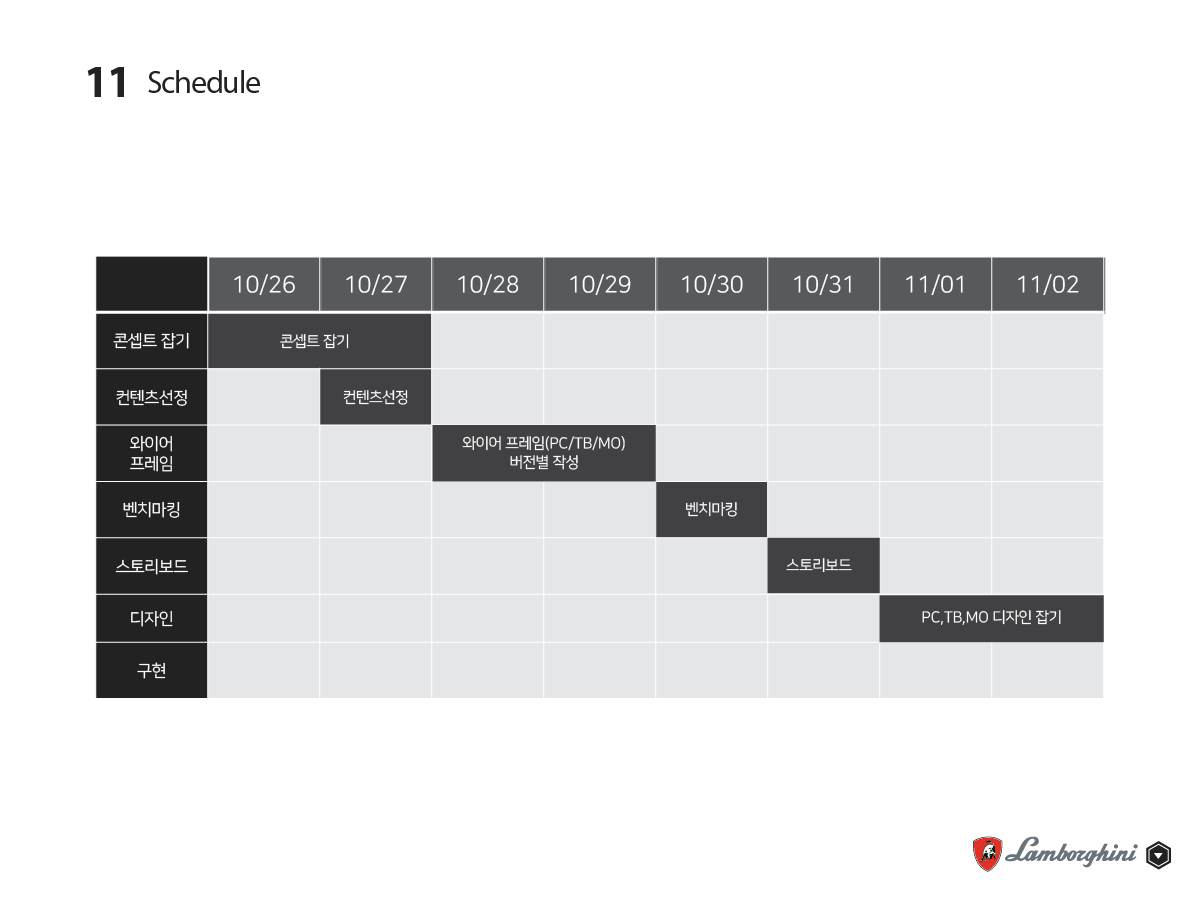 11 Schedule
10/26 10/27 10/28 10/29 10/30 10/31 11/01 11/02
콘셉트 잡기 콘셉트 잡기
컨텐츠선정 컨텐츠선정
와이어
프레임
와이어 프레임(PC/TB/MO)
버전별 작성
벤치마킹 벤치마킹
스토리보드 스토리보드
디자인 PC,TB,MO 디자인 잡기
구현
Lamborghini